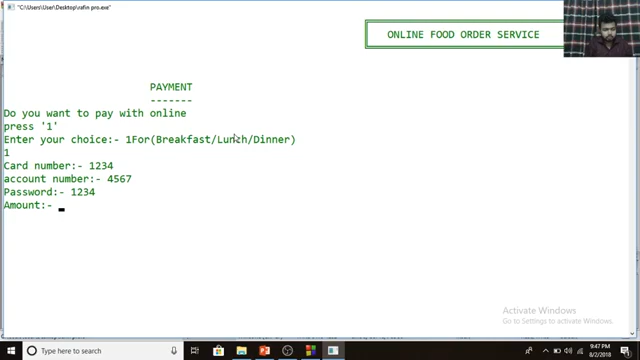 "C:\Users\User\Desktop\rafin pro.exe"
ONLINE FOOD ORDER SERVICE
PAYMENT
-------
Do you want to pay with online
press '1'
Enter your choice:- 1For(Breakfast/Lunch/Dinner)
1
Card number:- 1234
account number:- 4567
Password:- 1234
Amount:-
Activate Windows
Go to Settings to activate Windows.
Type here to search
9:47 PM
8/2/2018